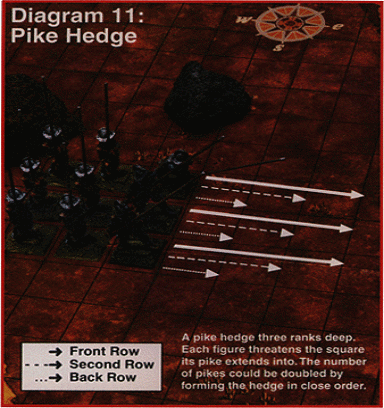 Diagram 11:
Pike Hedge
w
e
s
Front Row
Second Row
Back Row
A pike hedge three ranks deep.
Each figure threatens the square
its pike extends into. The number
of pikes could be doubled by
forming the hedge in close order.